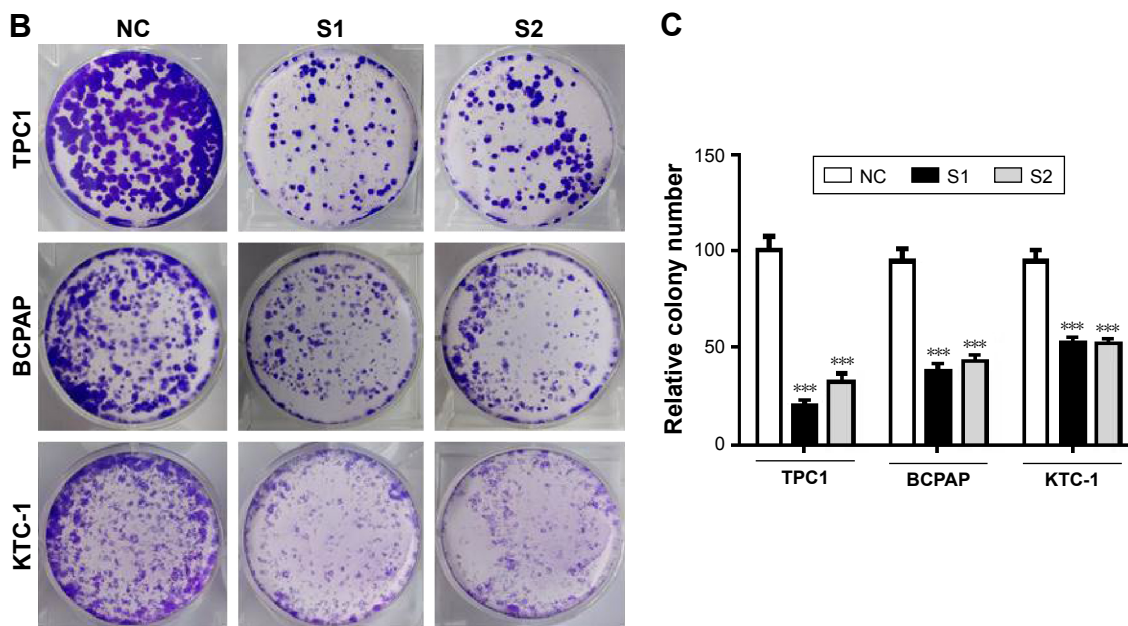 B
NC S1 S2
TPC1
BCPAP
KTC-1
C
Relative colony number
150
100
50
0
NC S1 S2
*** ***
*** ***
*** ***
TPC1 BCPAP KTC-1